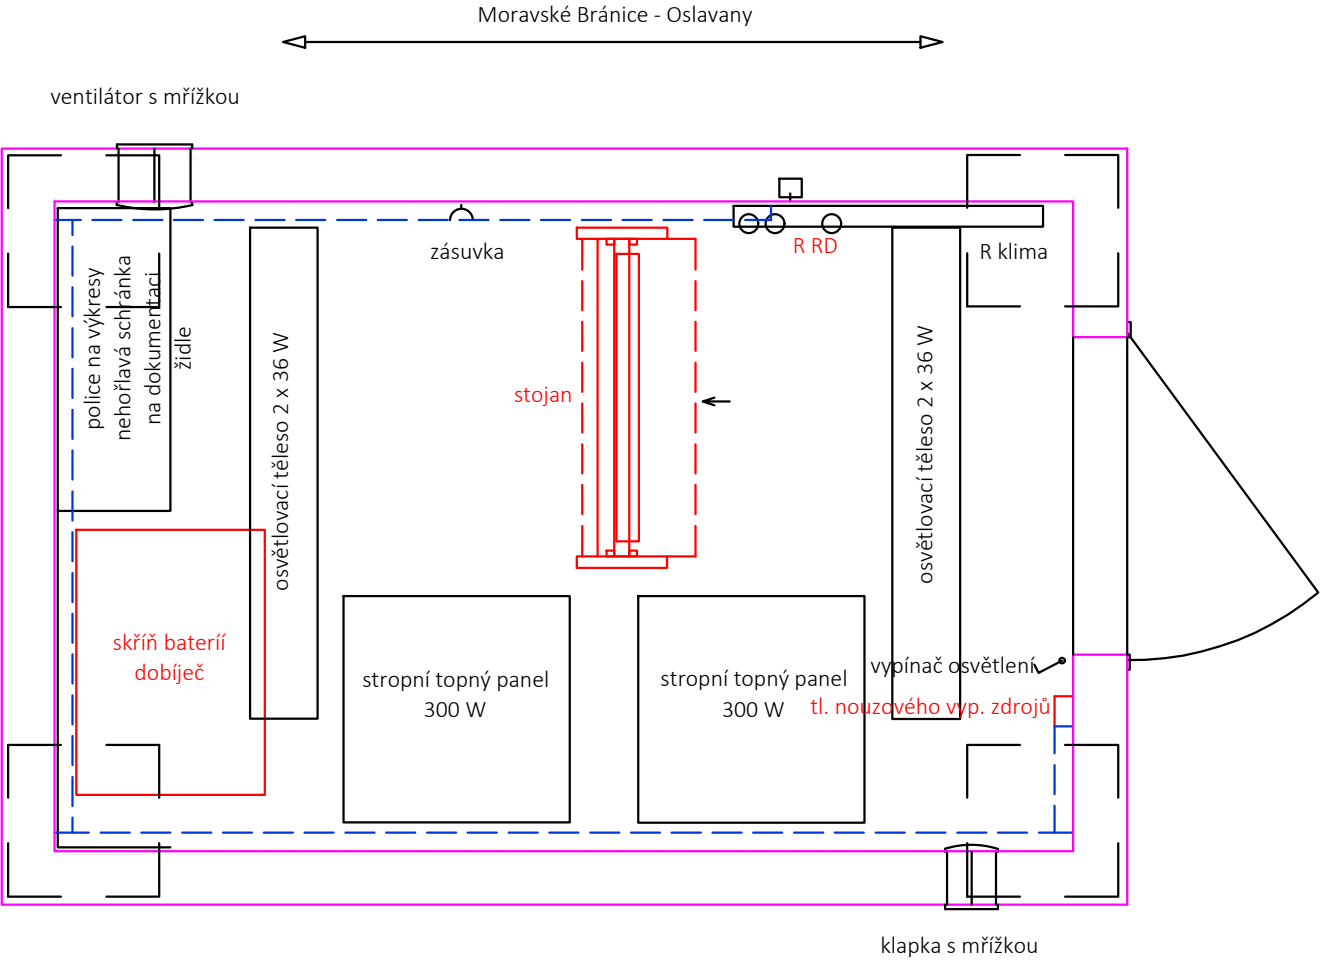 Moravské Bránice - Oslavany
ventilátor s mřížkou
zásuvka
R RD
R klima
police na výkresy
nehořlavá schránka
na dokumentaci
židle
osvětlovací těleso 2 x 36 W
stojan
osvětlovací těleso 2 x 36 W
skříň bateríí
dobíječ
stropní topný panel
300 W
stropní topný panel
300 W
vypínač osvětlení
tl. nouzového vyp. zdrojů
klapka s mřížkou